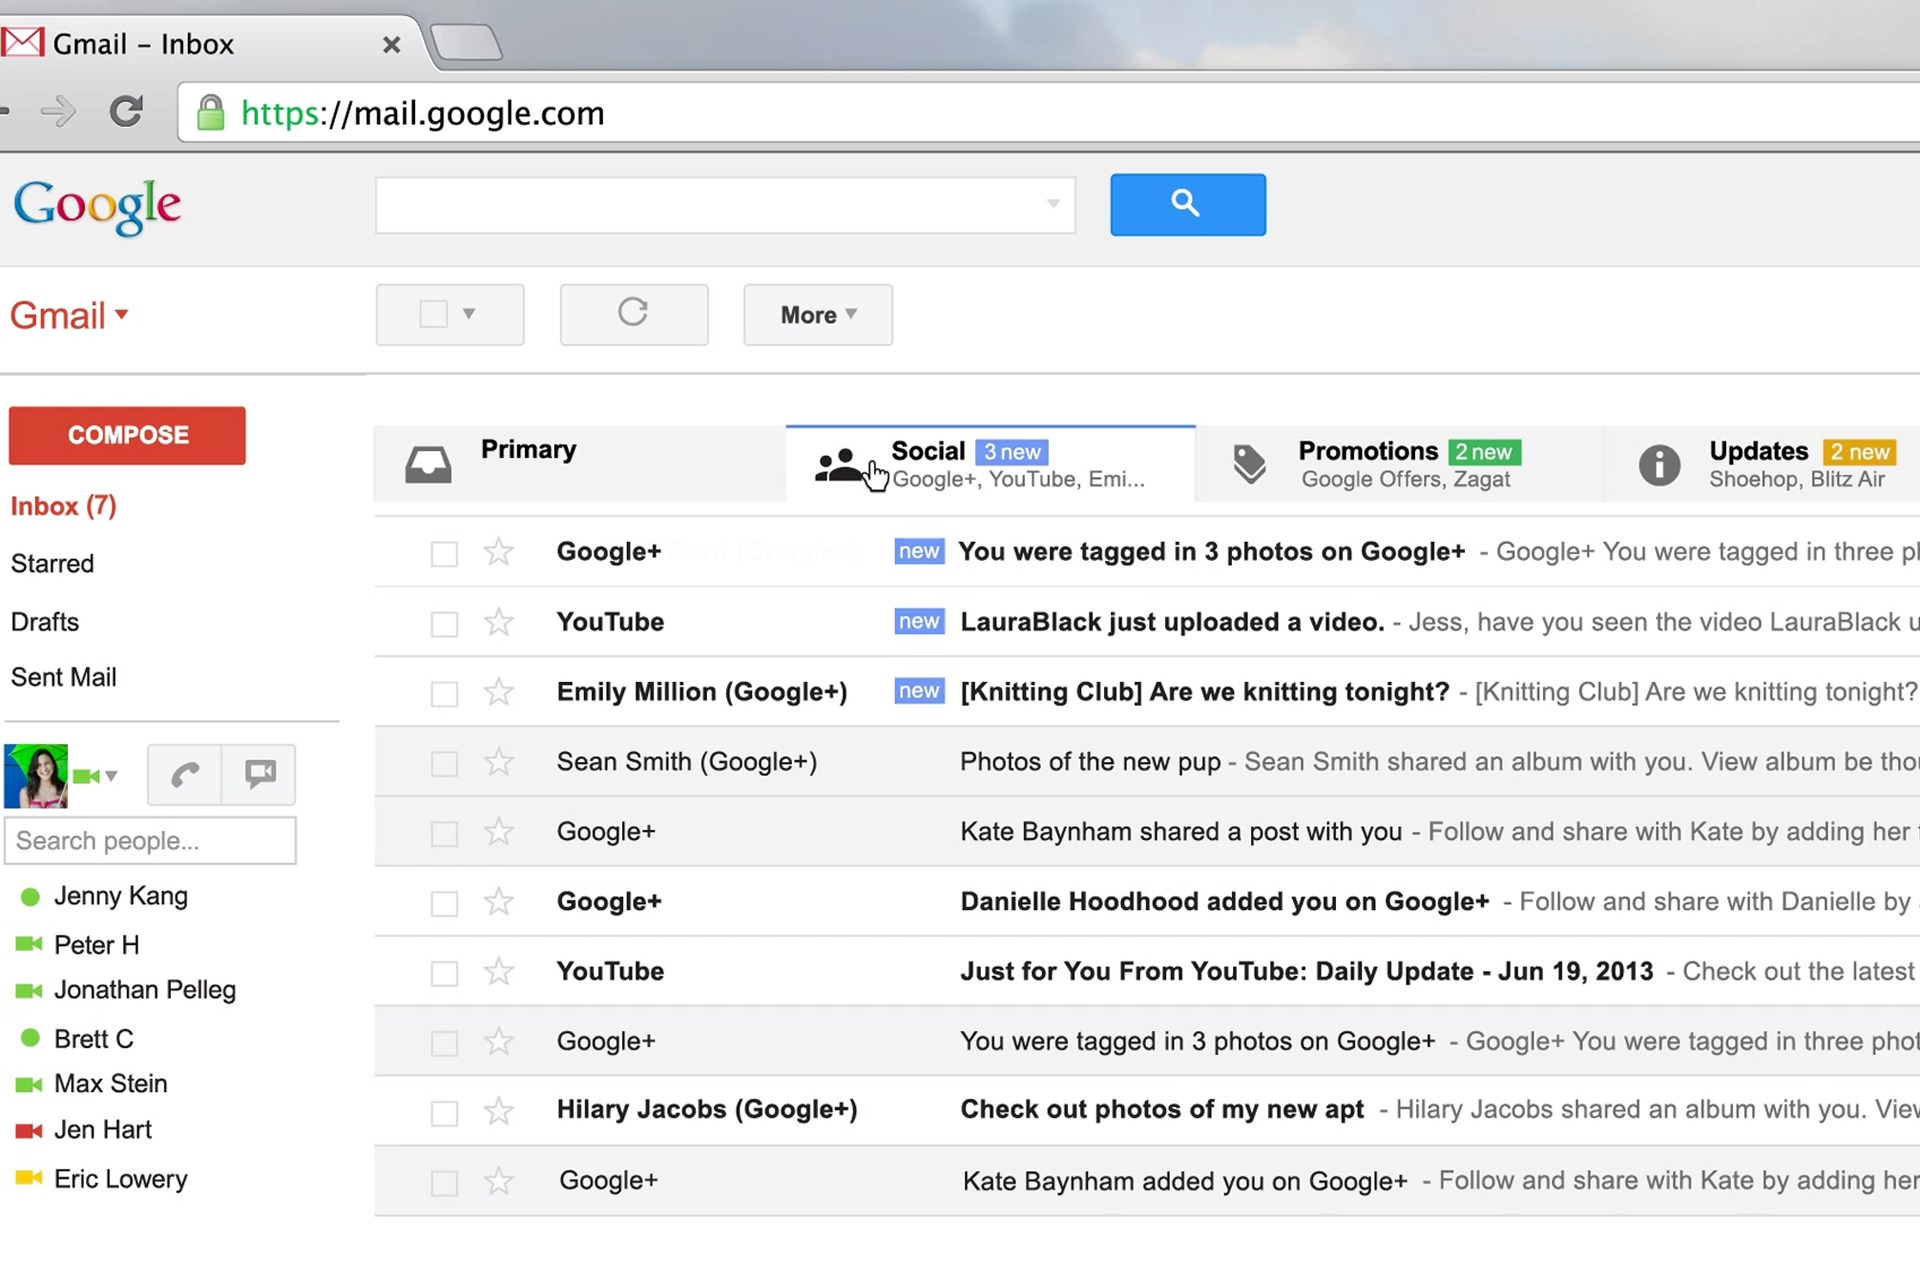 Gmail – Inbox
https://mail.google.com
Google
Gmail
More
COMPOSE
Inbox (7)
Starred
Drafts
Sent Mail
Search people...
Jenny Kang
Peter H
Jonathan Pelleg
Brett C
Max Stein
Jen Hart
Eric Lowery
Primary
Social 3 new
Google+, YouTube, Emi...
Promotions 2 new
Google Offers, Zagat
Updates 2 new
Shoehop, Blitz Air
Google+ new You were tagged in 3 photos on Google+ - Google+ You were tagged in three pl
YouTube new LauraBlack just uploaded a video. - Jess, have you seen the video LauraBlack u
Emily Million (Google+) new [Knitting Club] Are we knitting tonight? - [Knitting Club] Are we knitting tonight?
Sean Smith (Google+) Photos of the new pup - Sean Smith shared an album with you. View album be thou
Google+ Kate Baynham shared a post with you - Follow and share with Kate by adding her
Google+ Danielle Hoodhood added you on Google+ - Follow and share with Danielle by
YouTube Just for You From YouTube: Daily Update - Jun 19, 2013 - Check out the latest
Google+ You were tagged in 3 photos on Google+ - Google+ You were tagged in three phot
Hilary Jacobs (Google+) Check out photos of my new apt - Hilary Jacobs shared an album with you. View
Google+ Kate Baynham added you on Google+ - Follow and share with Kate by adding her